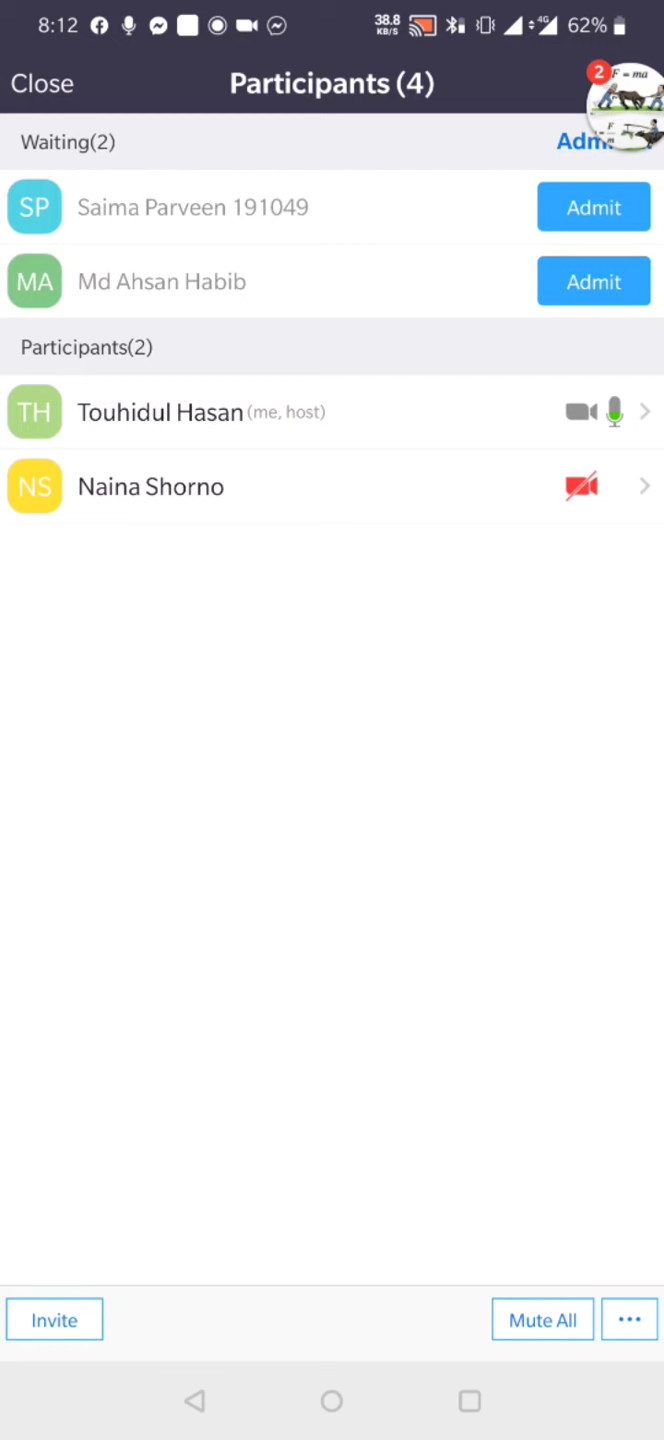 8:12 38.8 KB/S 4G 62%
Close Participants (4) 2 F = ma
Waiting(2)
SP Saima Parveen 191049 Admit
MA Md Ahsan Habib Admit
Participants(2)
TH Touhidul Hasan (me, host)
NS Naina Shorno
Invite Mute All ...